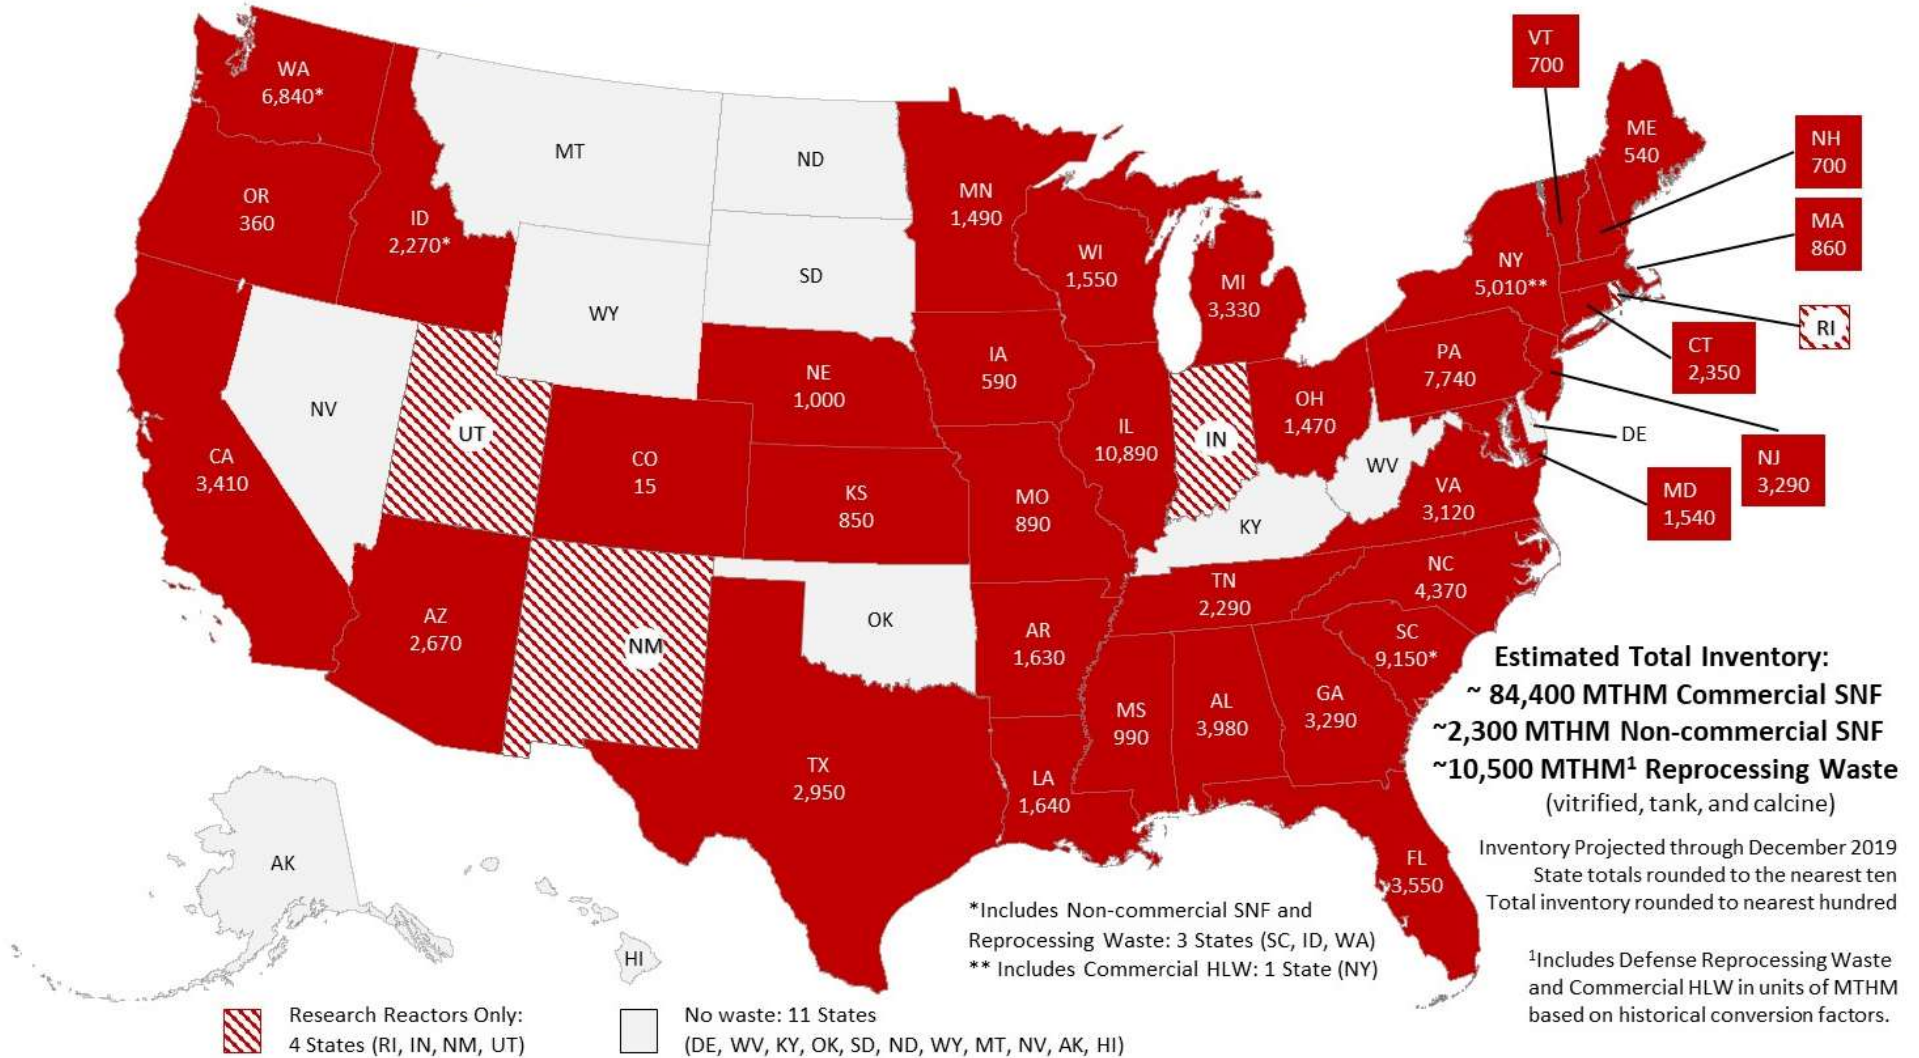 WA
6,840*
OR
360
ID
2,270*
MT
ND
SD
WY
NV
UT
CA
3,410
AZ
2,670
NM
CO
15
NE
1,000
KS
850
OK
TX
2,950
MN
1,490
IA
590
MO
890
AR
1,630
LA
1,640
WI
1,550
IL
10,890
MI
3,330
IN
OH
1,470
KY
WV
TN
2,290
MS
990
AL
3,980
GA
3,290
FL
3,550
SC
9,150*
NC
4,370
VA
3,120
PA
7,740
NY
5,010**
VT
700
ME
540
NH
700
MA
860
RI
CT
2,350
NJ
3,290
DE
MD
1,540
AK
HI
Estimated Total Inventory:
~ 84,400 MTHM Commercial SNF
~2,300 MTHM Non-commercial SNF
~10,500 MTHM¹ Reprocessing Waste
(vitrified, tank, and calcine)
Inventory Projected through December 2019
State totals rounded to the nearest ten
Total inventory rounded to nearest hundred
¹Includes Defense Reprocessing Waste
and Commercial HLW in units of MTHM
based on historical conversion factors.
*Includes Non-commercial SNF and
Reprocessing Waste: 3 States (SC, ID, WA)
** Includes Commercial HLW: 1 State (NY)
Research Reactors Only:
4 States (RI, IN, NM, UT)
No waste: 11 States
(DE, WV, KY, OK, SD, ND, WY, MT, NV, AK, HI)